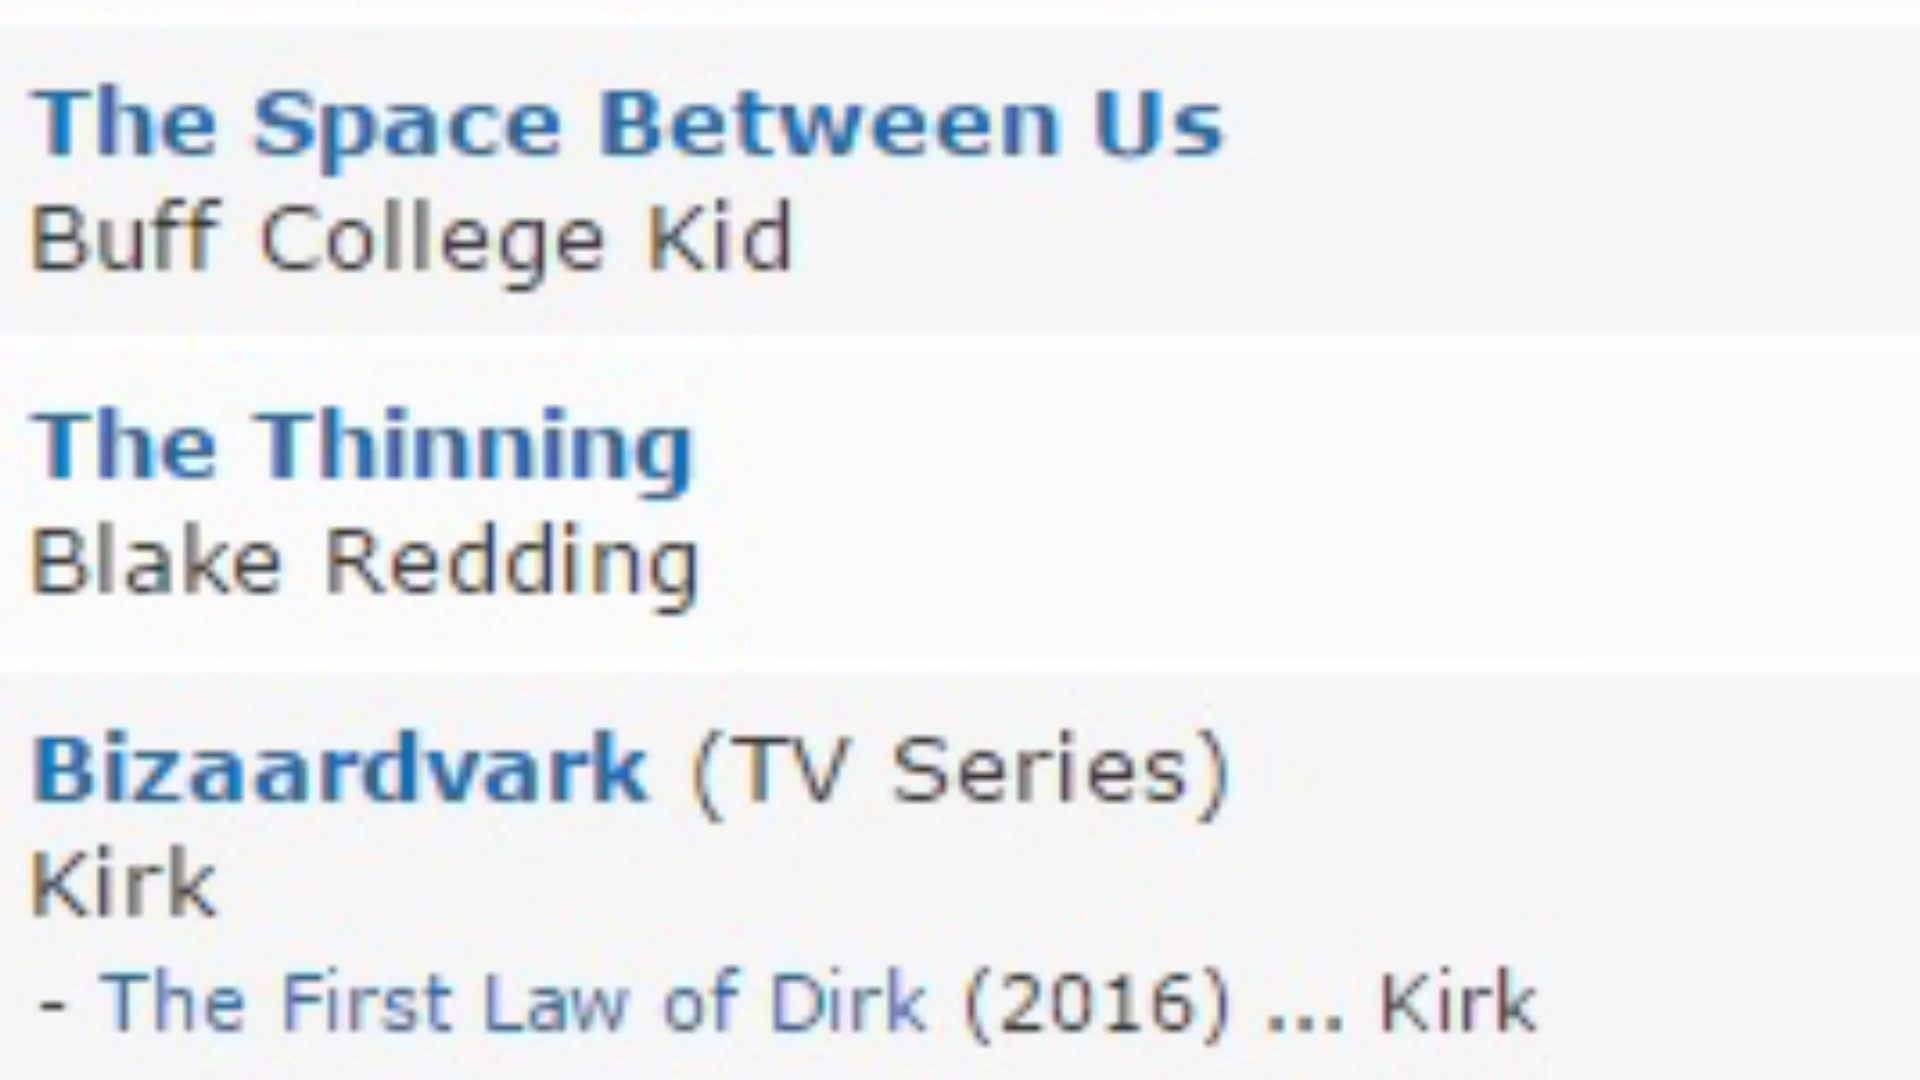 The Space Between Us
Buff College Kid
The Thinning
Blake Redding
Bizaardvark (TV Series)
Kirk
- The First Law of Dirk (2016) ... Kirk